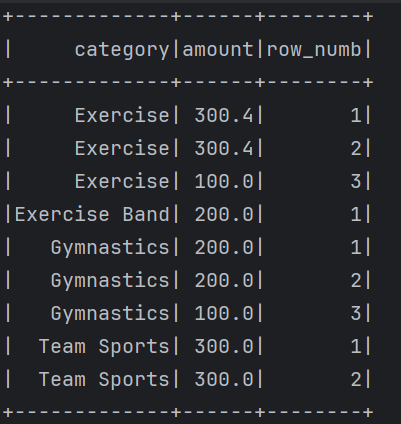 +-------------+------+--------+
|     category|amount|row_numb|
+-------------+------+--------+
|     Exercise| 300.4|       1|
|     Exercise| 300.4|       2|
|     Exercise| 100.0|       3|
|Exercise Band| 200.0|       1|
|   Gymnastics| 200.0|       1|
|   Gymnastics| 200.0|       2|
|   Gymnastics| 100.0|       3|
|  Team Sports| 300.0|       1|
|  Team Sports| 300.0|       2|
+-------------+------+--------+